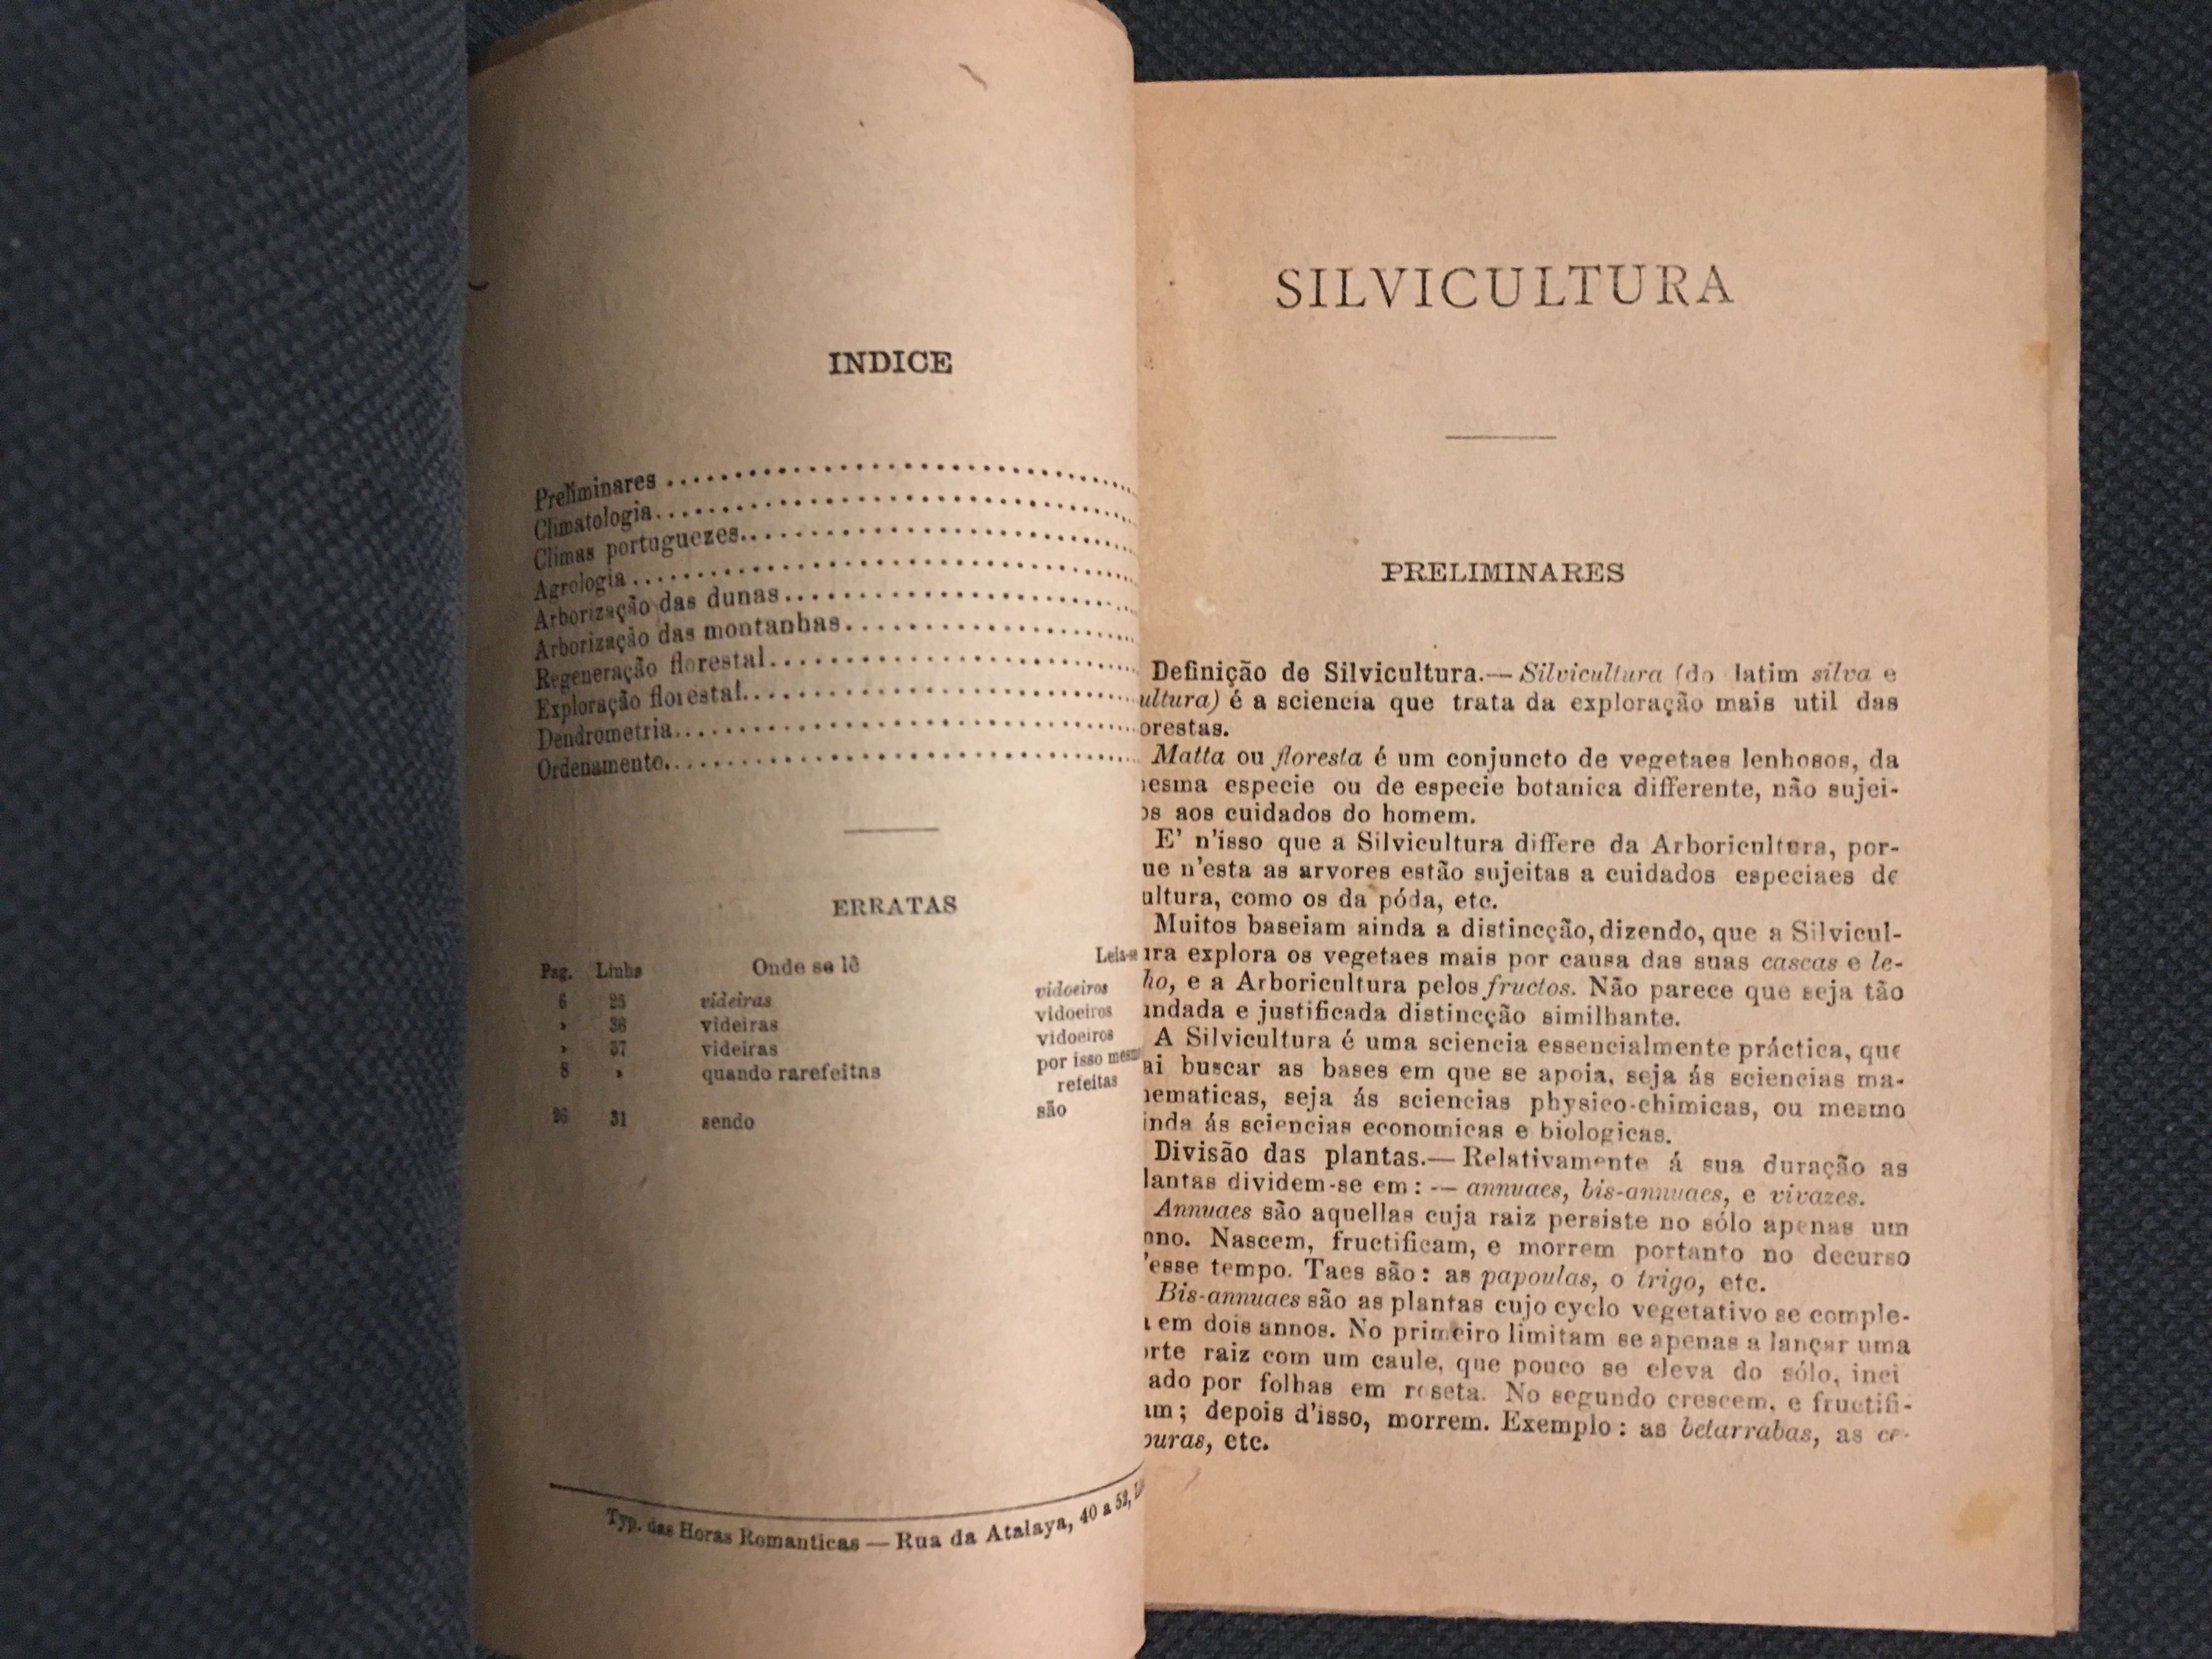 INDICE
Preliminares
Climatologia
Climas portuguezes
Agrologia
Arborização das dunas
Arborização das montanhas
Regeneração florestal
Exploração florestal
Dendrometria
Ordenamento
ERRATAS
Pag. Linha Onde se lê Leia-se
6 25 videiras vidoeiros
» 36 videiras vidoeiros
» 37 videiras vidoeiros
8 » quando rarefeitas por isso mesmo
refeitas
26 31 sendo são
Typ. das Horas Romanticas — Rua da Atalaya, 40 a 52,
SILVICULTURA
PRELIMINARES
Definição de Silvicultura.— Silvicultura (do latim silva e
ultura) é a sciencia que trata da exploração mais util das
orestas.
Matta ou floresta é um conjuncto de vegetaes lenhosos, da
esma especie ou de especie botanica differente, não sujei-
os aos cuidados do homem.
E' n'isso que a Silvicultura differe da Arboricultura, por-
ue n'esta as arvores estão sujeitas a cuidados especiaes de
ultura, como os da póda, etc.
Muitos baseiam ainda a distincção, dizendo, que a Silvicul-
ura explora os vegetaes mais por causa das suas cascas e le-
ho, e a Arboricultura pelos fructos. Não parece que seja tão
undada e justificada distincção similhante.
A Silvicultura é uma sciencia essencialmente práctica, que
ai buscar as bases em que se apoia, seja ás sciencias ma-
hematicas, seja ás sciencias physico-chimicas, ou mesmo
inda ás sciencias economicas e biologicas.
Divisão das plantas.— Relativamente á sua duração as
lantas dividem-se em: — annuaes, bis-annuaes, e vivazes.
Annuaes são aquellas cuja raiz persiste no sólo apenas um
nno. Nascem, fructificam, e morrem portanto no decurso
'esse tempo. Taes são: as papoulas, o trigo, etc.
Bis-annuaes são as plantas cujo cyclo vegetativo se comple-
a em dois annos. No primeiro limitam se apenas a lançar uma
orte raiz com um caule, que pouco se eleva do sólo, inci
ado por folhas em roseta. No segundo crescem, e fructifi-
am; depois d'isso, morrem. Exemplo: as betarrabas, as ce-
ouras, etc.